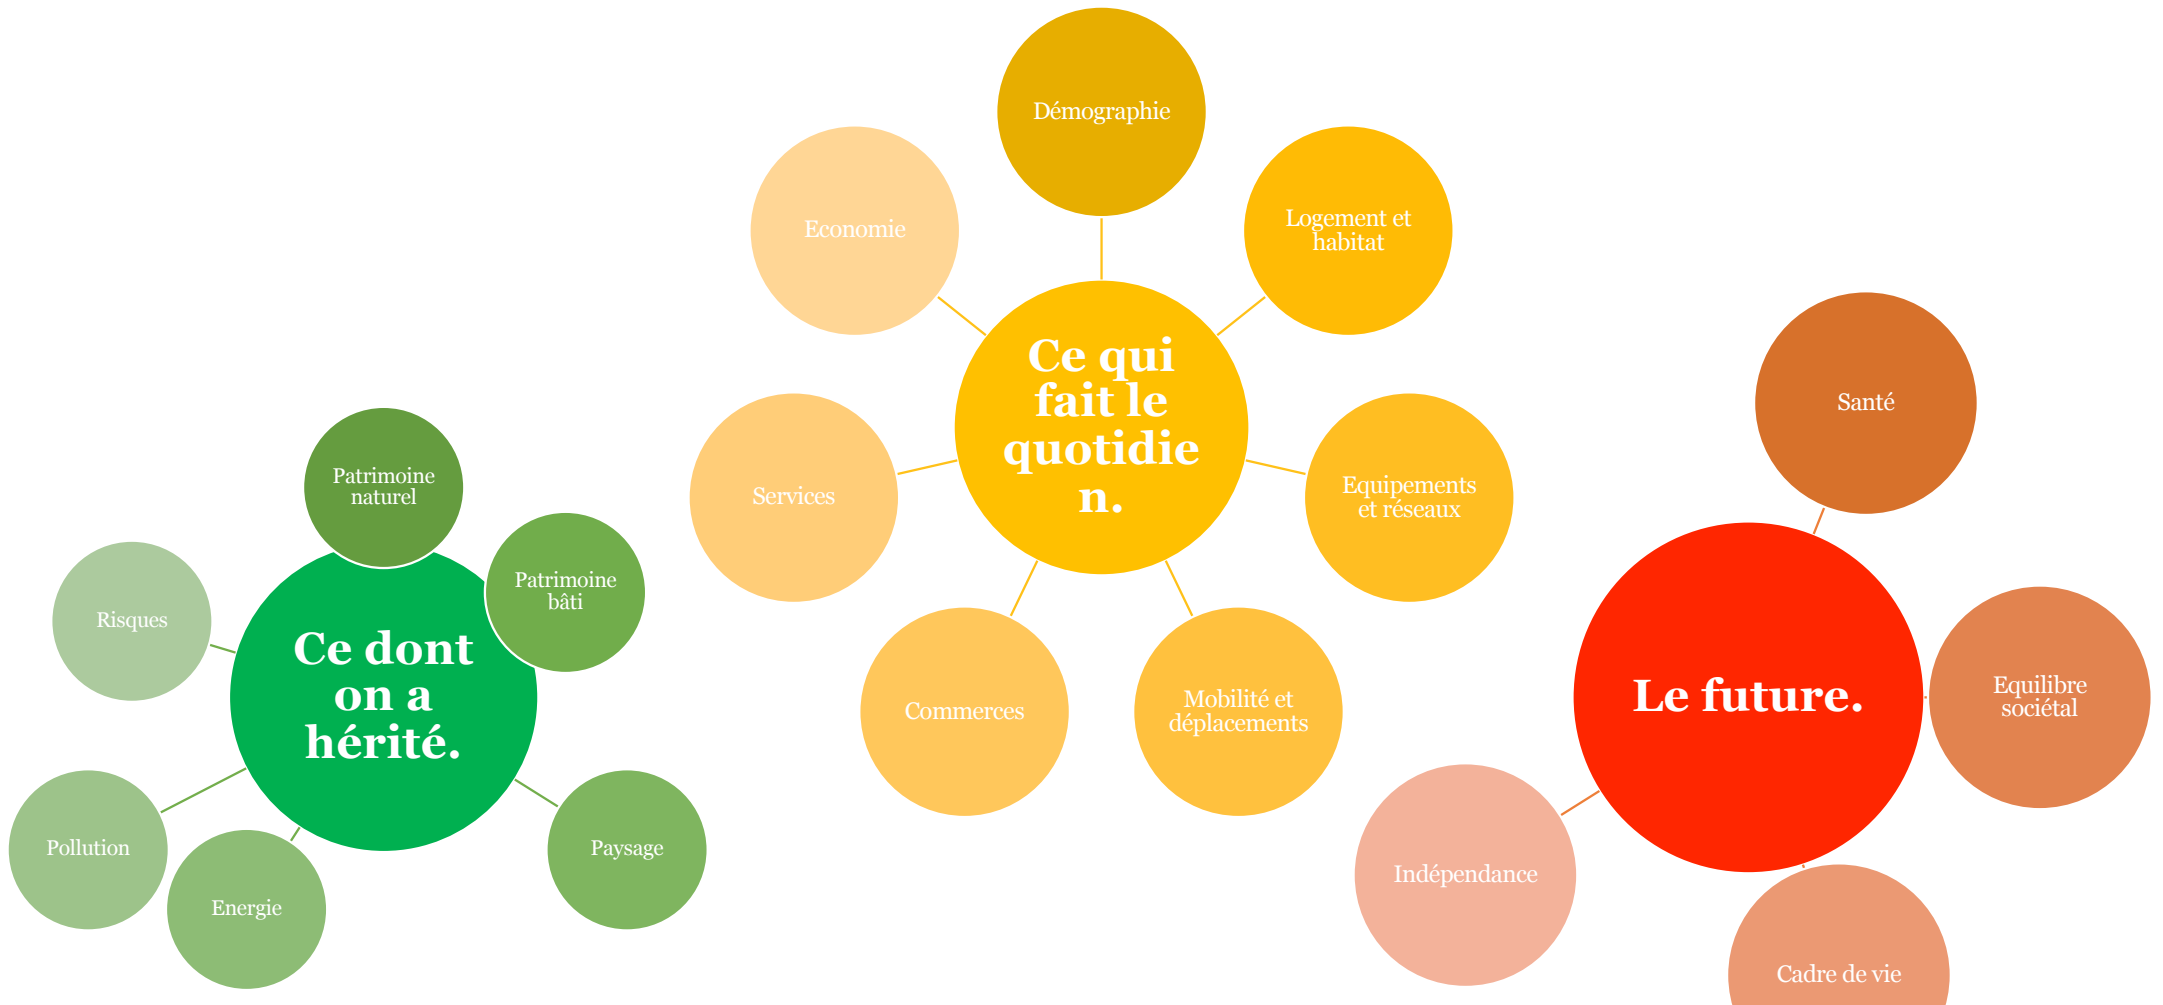 Ce dont
on a
hérité.
Patrimoine
naturel
Patrimoine
bâti
Paysage
Energie
Pollution
Risques
Ce qui
fait le
quotidie
n.
Démographie
Logement et
habitat
Equipements
et réseaux
Mobilité et
déplacements
Commerces
Services
Economie
Le future.
Santé
Equilibre
sociétal
Cadre de vie
Indépendance